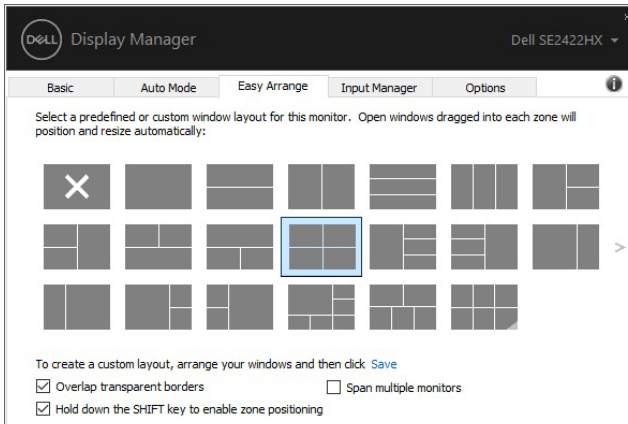 DELL Display Manager
Dell SE2422HX
Basic Auto Mode Easy Arrange Input Manager Options
Select a predefined or custom window layout for this monitor. Open windows dragged into each zone will
position and resize automatically:
To create a custom layout, arrange your windows and then click Save
Overlap transparent borders
Span multiple monitors
Hold down the SHIFT key to enable zone positioning